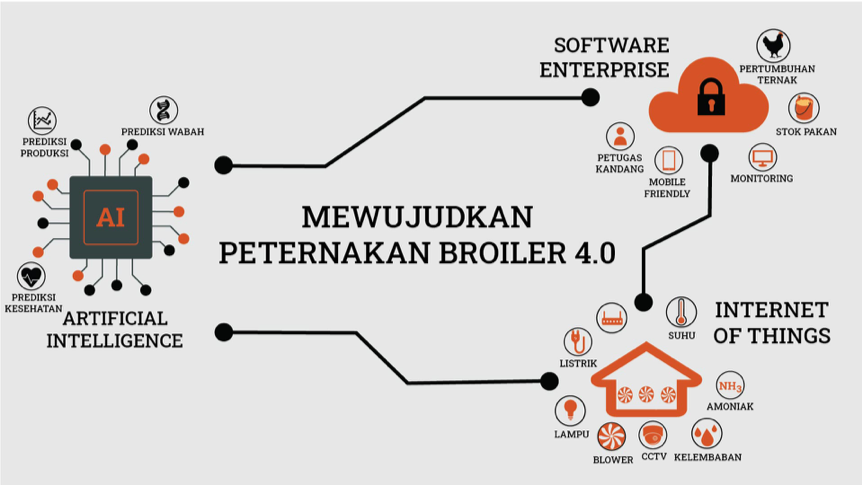 SOFTWARE
ENTERPRISE
PERTUMBUHAN
TERNAK
STOK PAKAN
PETUGAS
KANDANG
MOBILE
FRIENDLY
MONITORING
PREDIKSI
PRODUKSI
PREDIKSI WABAH
AI
PREDIKSI
KESEHATAN
ARTIFICIAL
INTELLIGENCE
MEWUJUDKAN
PETERNAKAN BROILER 4.0
INTERNET
OF THINGS
SUHU
LISTRIK
NH3
AMONIAK
LAMPU
BLOWER
CCTV
KELEMBABAN